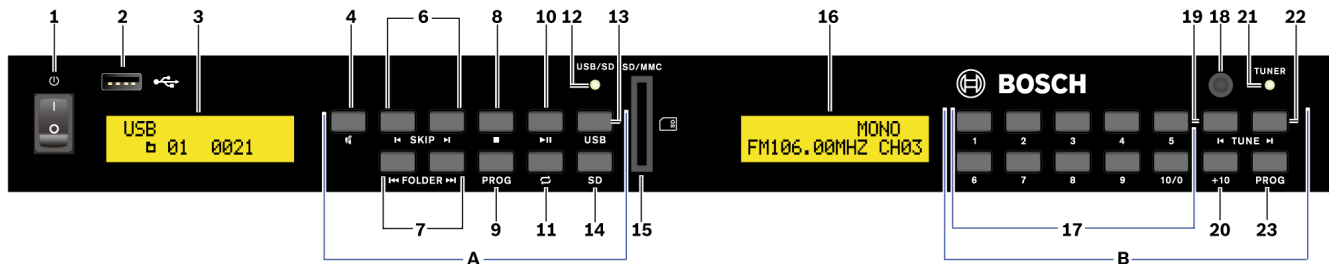 1 2 3 4 6 8 10 12 13 16 19 18 21 22
USB/SD SD/MMC TUNER
BOSCH
I
O
USB
01 0021
MONO
FM106.00MHZ CH03
SKIP USB 1 2 3 4 5 TUNE
SD
FOLDER PROG SD 6 7 8 9 10/0 +10 PROG
7 9 11 14 15 17 20 23
A B